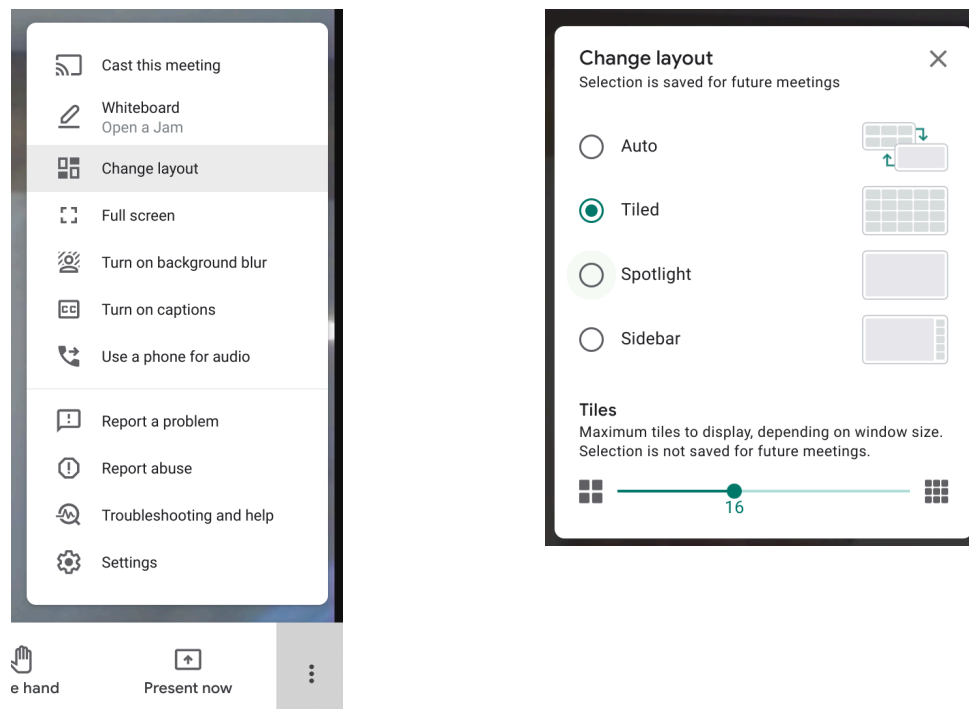 Cast this meeting
Whiteboard
Open a Jam
Change layout
Full screen
Turn on background blur
CC
Turn on captions
Use a phone for audio
Report a problem
Report abuse
Troubleshooting and help
Settings
e hand
Present now
Change layout
Selection is saved for future meetings
Auto
Tiled
Spotlight
Sidebar
Tiles
Maximum tiles to display, depending on window size.
Selection is not saved for future meetings.
16